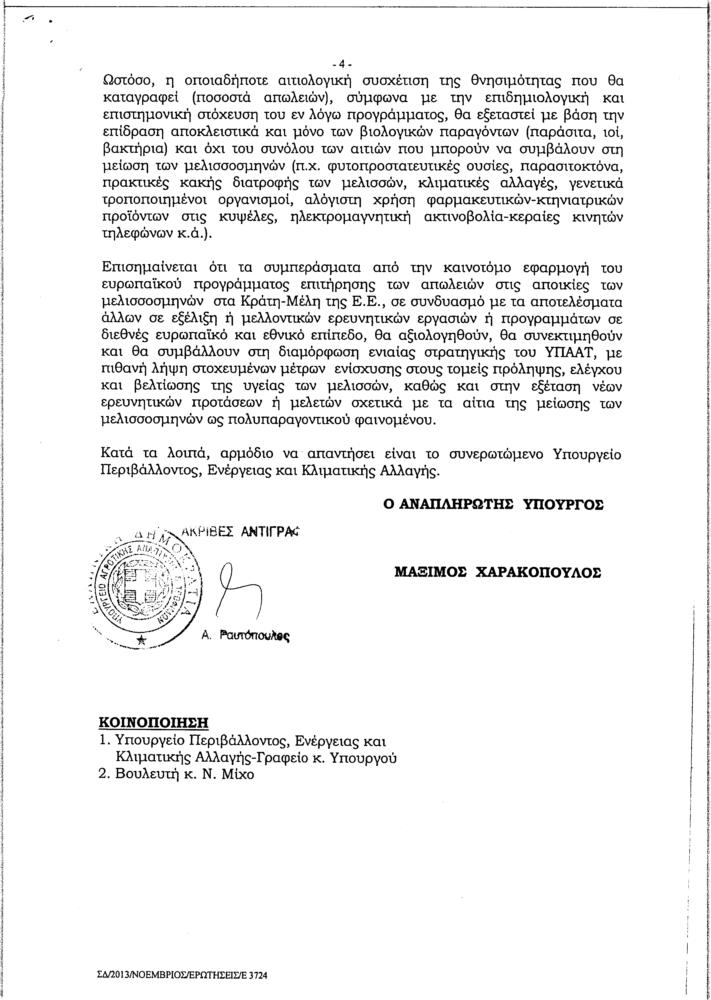 - 4 -
Ωστόσο, η οποιαδήποτε αιτιολογική συσχέτιση της θνησιμότητας που θα
καταγραφεί (ποσοστά απωλειών), σύμφωνα με την επιδημιολογική και
επιστημονική στόχευση του εν λόγω προγράμματος, θα εξεταστεί με βάση την
επίδραση αποκλειστικά και μόνο των βιολογικών παραγόντων (παράσιτα, ιοί,
βακτήρια) και όχι του συνόλου των αιτιών που μπορούν να συμβάλουν στη
μείωση των μελισσοσμηνών (π.χ. φυτοπροστατευτικές ουσίες, παρασιτοκτόνα,
πρακτικές κακής διατροφής των μελισσών, κλιματικές αλλαγές, γενετικά
τροποποιημένοι οργανισμοί, αλόγιστη χρήση φαρμακευτικών-κτηνιατρικών
προϊόντων στις κυψέλες, ηλεκτρομαγνητική ακτινοβολία-κεραίες κινητών
τηλεφώνων κ.ά.).
Επισημαίνεται ότι τα συμπεράσματα από την καινοτόμο εφαρμογή του
ευρωπαϊκού προγράμματος επιτήρησης των απωλειών στις αποικίες των
μελισσοσμηνών στα Κράτη-Μέλη της Ε.Ε., σε συνδυασμό με τα αποτελέσματα
άλλων σε εξέλιξη ή μελλοντικών ερευνητικών εργασιών ή προγραμμάτων σε
διεθνές ευρωπαϊκό και εθνικό επίπεδο, θα αξιολογηθούν, θα συνεκτιμηθούν
και θα συμβάλλουν στη διαμόρφωση ενιαίας στρατηγικής του ΥΠΑΑΤ, με
πιθανή λήψη στοχευμένων μέτρων ενίσχυσης στους τομείς πρόληψης, ελέγχου
και βελτίωσης της υγείας των μελισσών, καθώς και στην εξέταση νέων
ερευνητικών προτάσεων ή μελετών σχετικά με τα αίτια της μείωσης των
μελισσοσμηνών ως πολυπαραγοντικού φαινομένου.
Κατά τα λοιπά, αρμόδιο να απαντήσει είναι το συνερωτώμενο Υπουργείο
Περιβάλλοντος, Ενέργειας και Κλιματικής Αλλαγής.
Ο ΑΝΑΠΛΗΡΩΤΗΣ ΥΠΟΥΡΓΟΣ
ΑΚΡΙΒΕΣ ΑΝΤΙΓΡΑΦ
ΔΗΜΟΚΡΑΤΙΑ
ΥΠΟΥΡΓΕΙΟ ΑΓΡΟΤΙΚΗΣ
ΜΑΞΙΜΟΣ ΧΑΡΑΚΟΠΟΥΛΟΣ
Α. Ραυτόπουλος
ΚΟΙΝΟΠΟΙΗΣΗ
1. Υπουργείο Περιβάλλοντος, Ενέργειας και
Κλιματικής Αλλαγής-Γραφείο κ. Υπουργού
2. Βουλευτή κ. Ν. Μίχο
ΣΔ/2013/ΝΟΕΜΒΡΙΟΣ/ΕΡΩΤΗΣΕΙΣ/Ε 3724